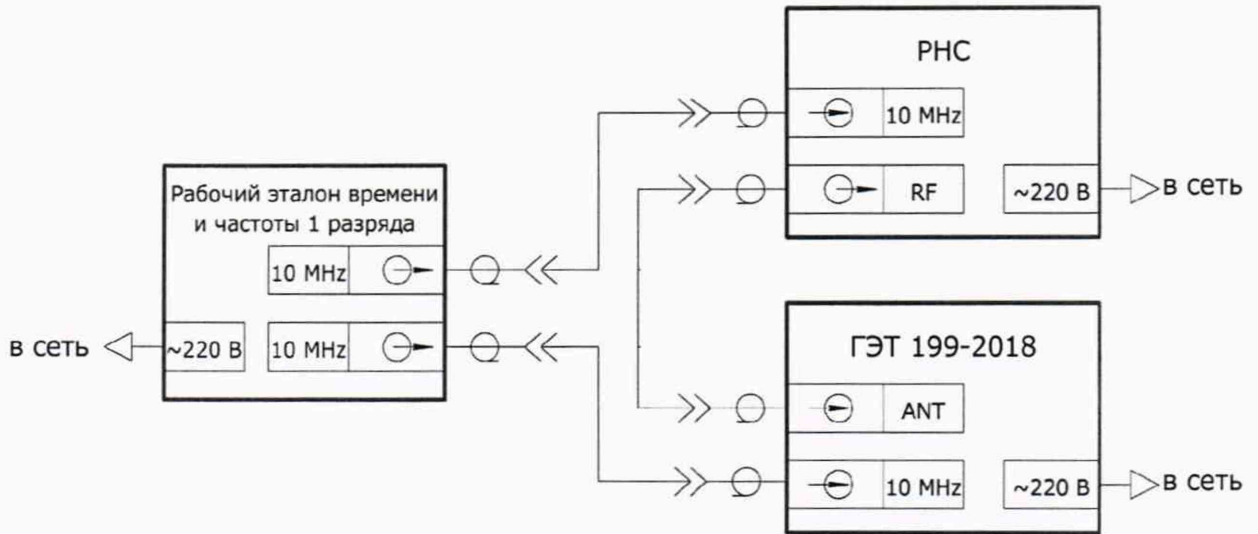 РНС
10 MHz
RF
~220 В
в сеть
Рабочий эталон времени
и частоты 1 разряда
10 MHz
10 MHz
~220 В
в сеть
ГЭТ 199-2018
ANT
10 MHz
~220 В
в сеть